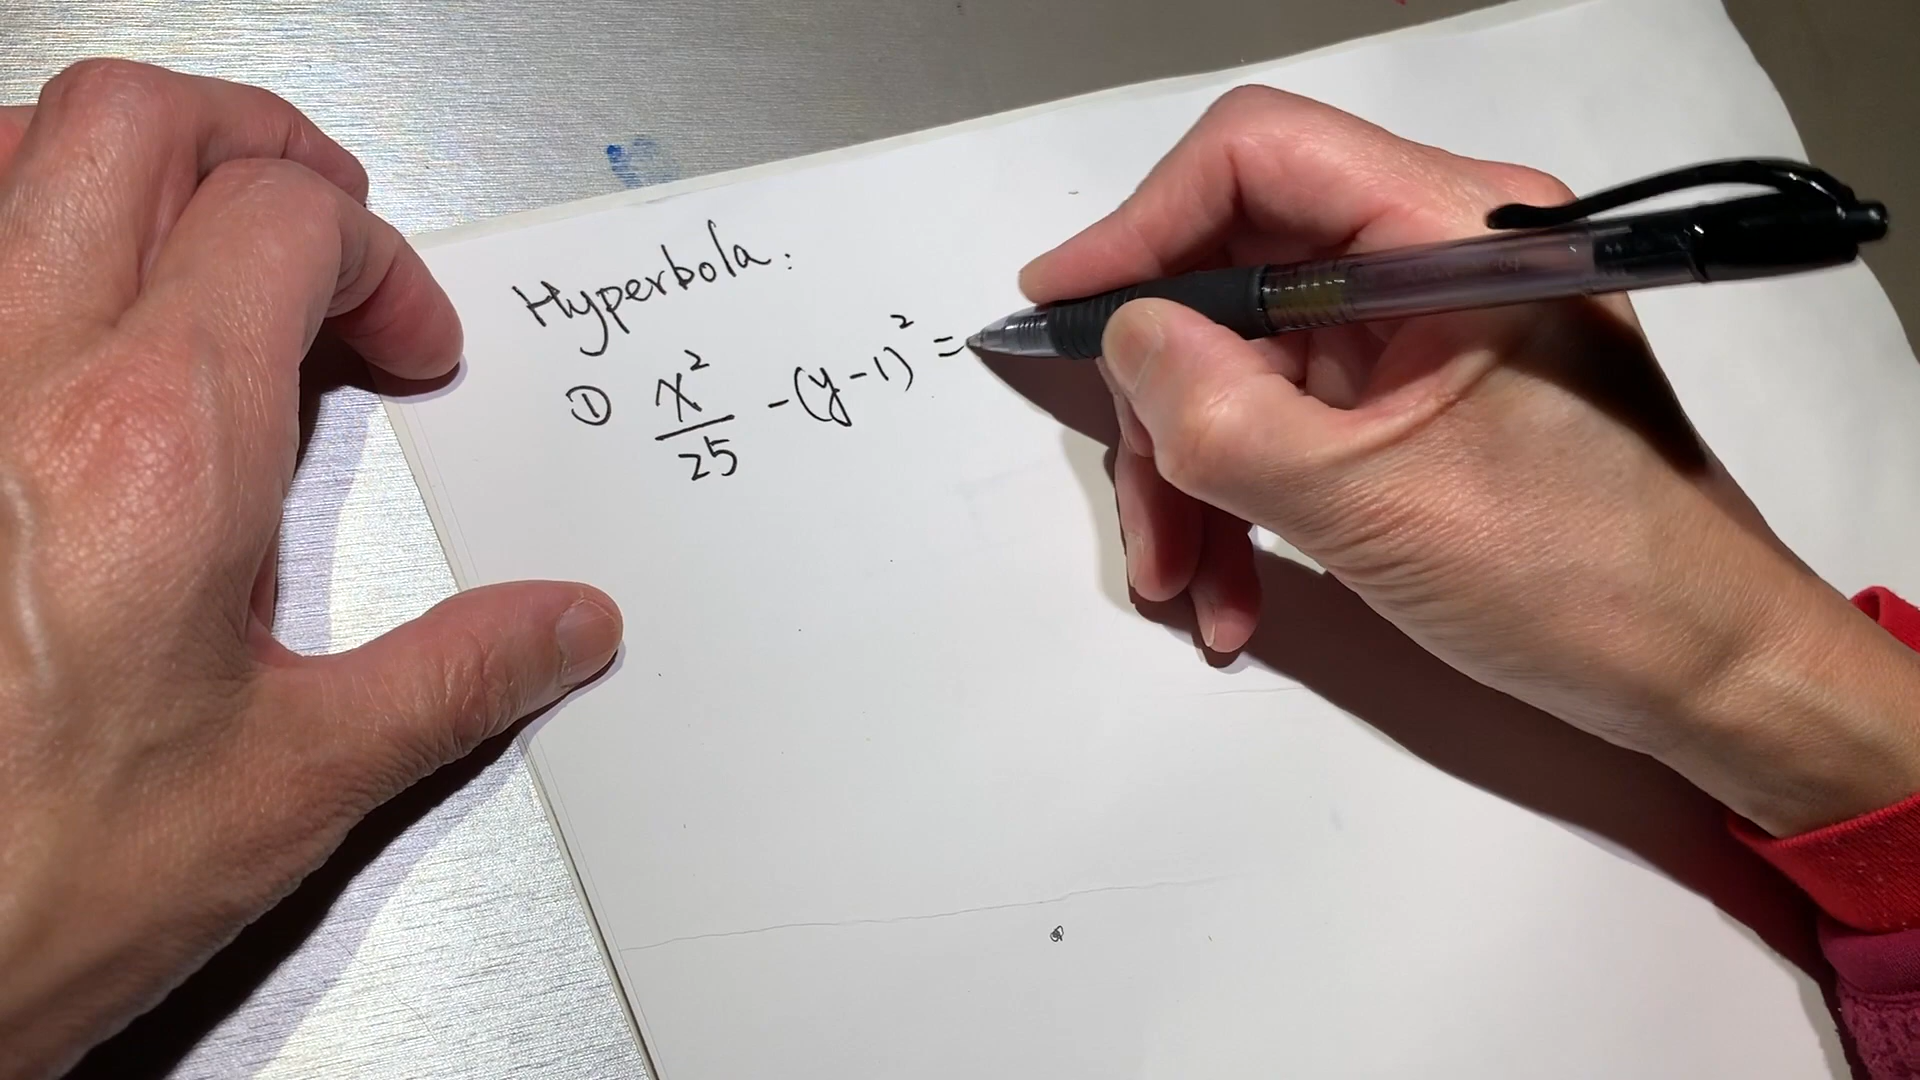 Hyperbola:
① x²/25 - (y-1)² =